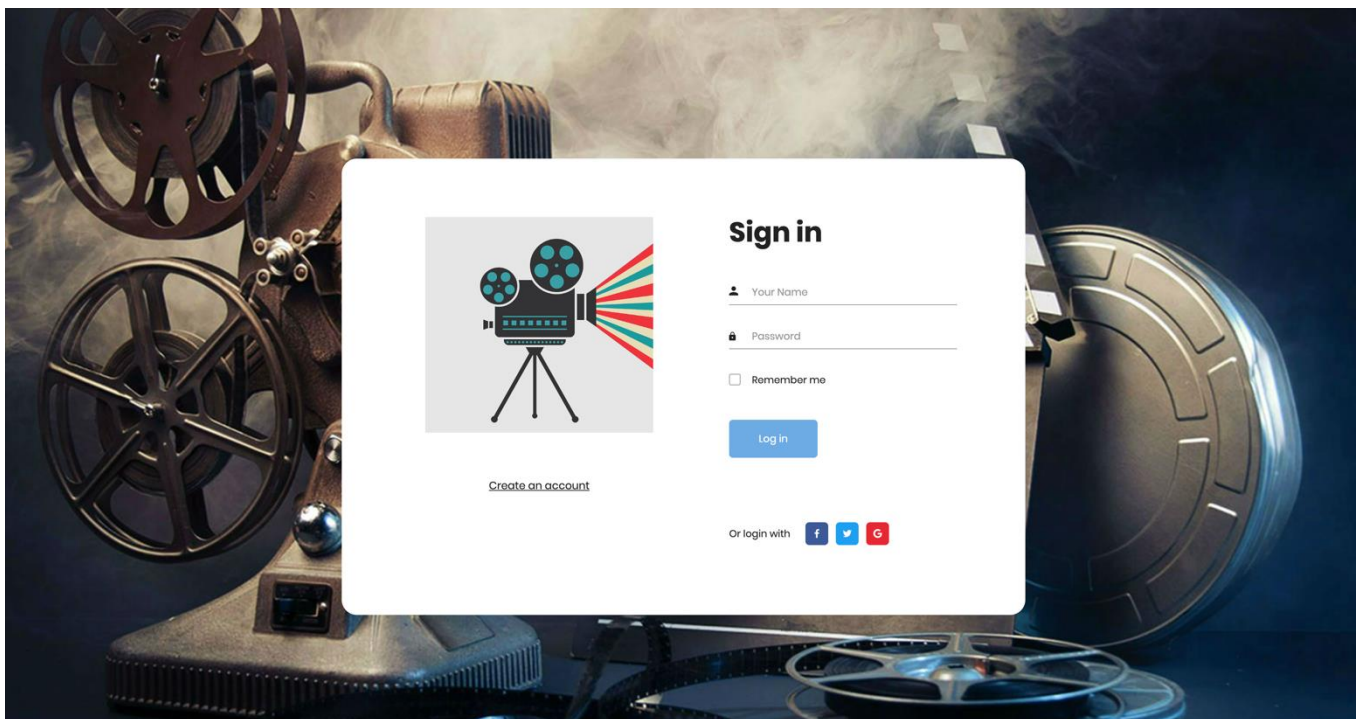 Sign in
Your Name
Password
Remember me
Log in
Create an account
Or login with f G